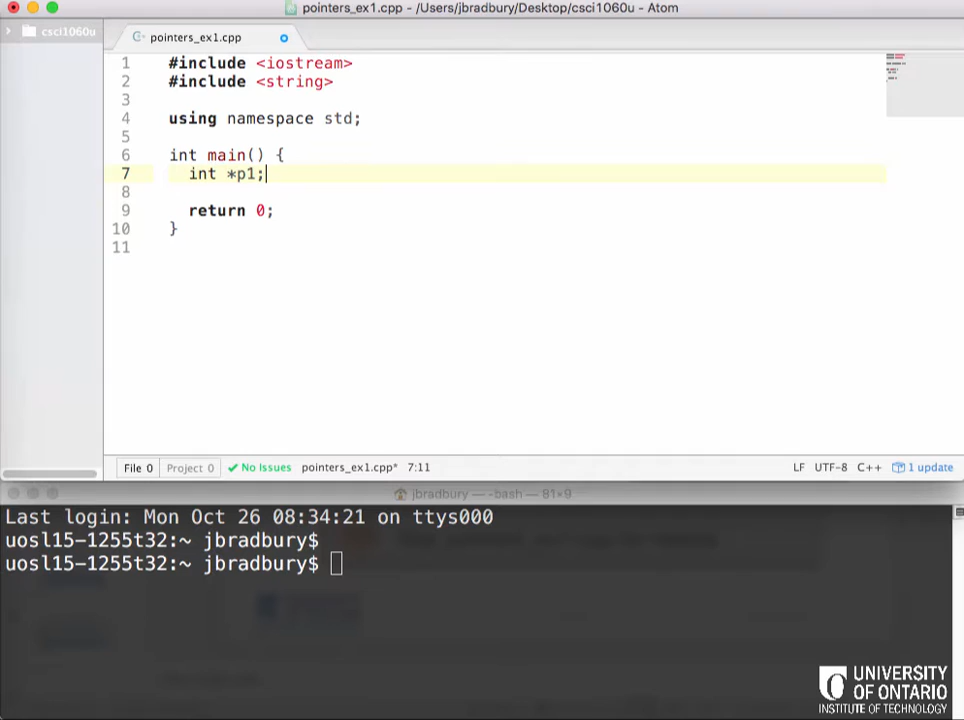 pointers_ex1.cpp - /Users/jbradbury/Desktop/csci1060u - Atom
csci1060u
pointers_ex1.cpp
1 #include <iostream>
2 #include <string>
3
4 using namespace std;
5
6 int main() {
7 int *p1;
8
9 return 0;
10 }
11
File 0 Project 0 No Issues pointers_ex1.cpp* 7:11 LF UTF-8 C++ 1 update
jbradbury — -bash — 81×9
Last login: Mon Oct 26 08:34:21 on ttys000
uosl15-1255t32:~ jbradbury$
uosl15-1255t32:~ jbradbury$
UNIVERSITY
OF ONTARIO
INSTITUTE OF TECHNOLOGY